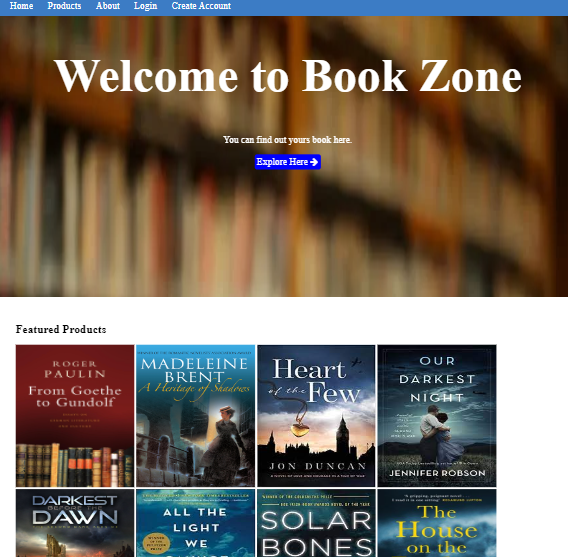 Home Products About Login Create Account
Welcome to Book Zone
You can find out yours book here.
Explore Here
Featured Products
ROGER
PAULIN
From Goethe
to Gundolf
MADELEINE
BRENT
A Heritage of Shadows
Heart
of the
Few
JON DUNCAN
OUR
DARKEST
NIGHT
JENNIFER ROBSON
DARKEST
BEFORE THE
DAWN
ALL THE
LIGHT
WE
SOLAR
BONES
The
House
on the